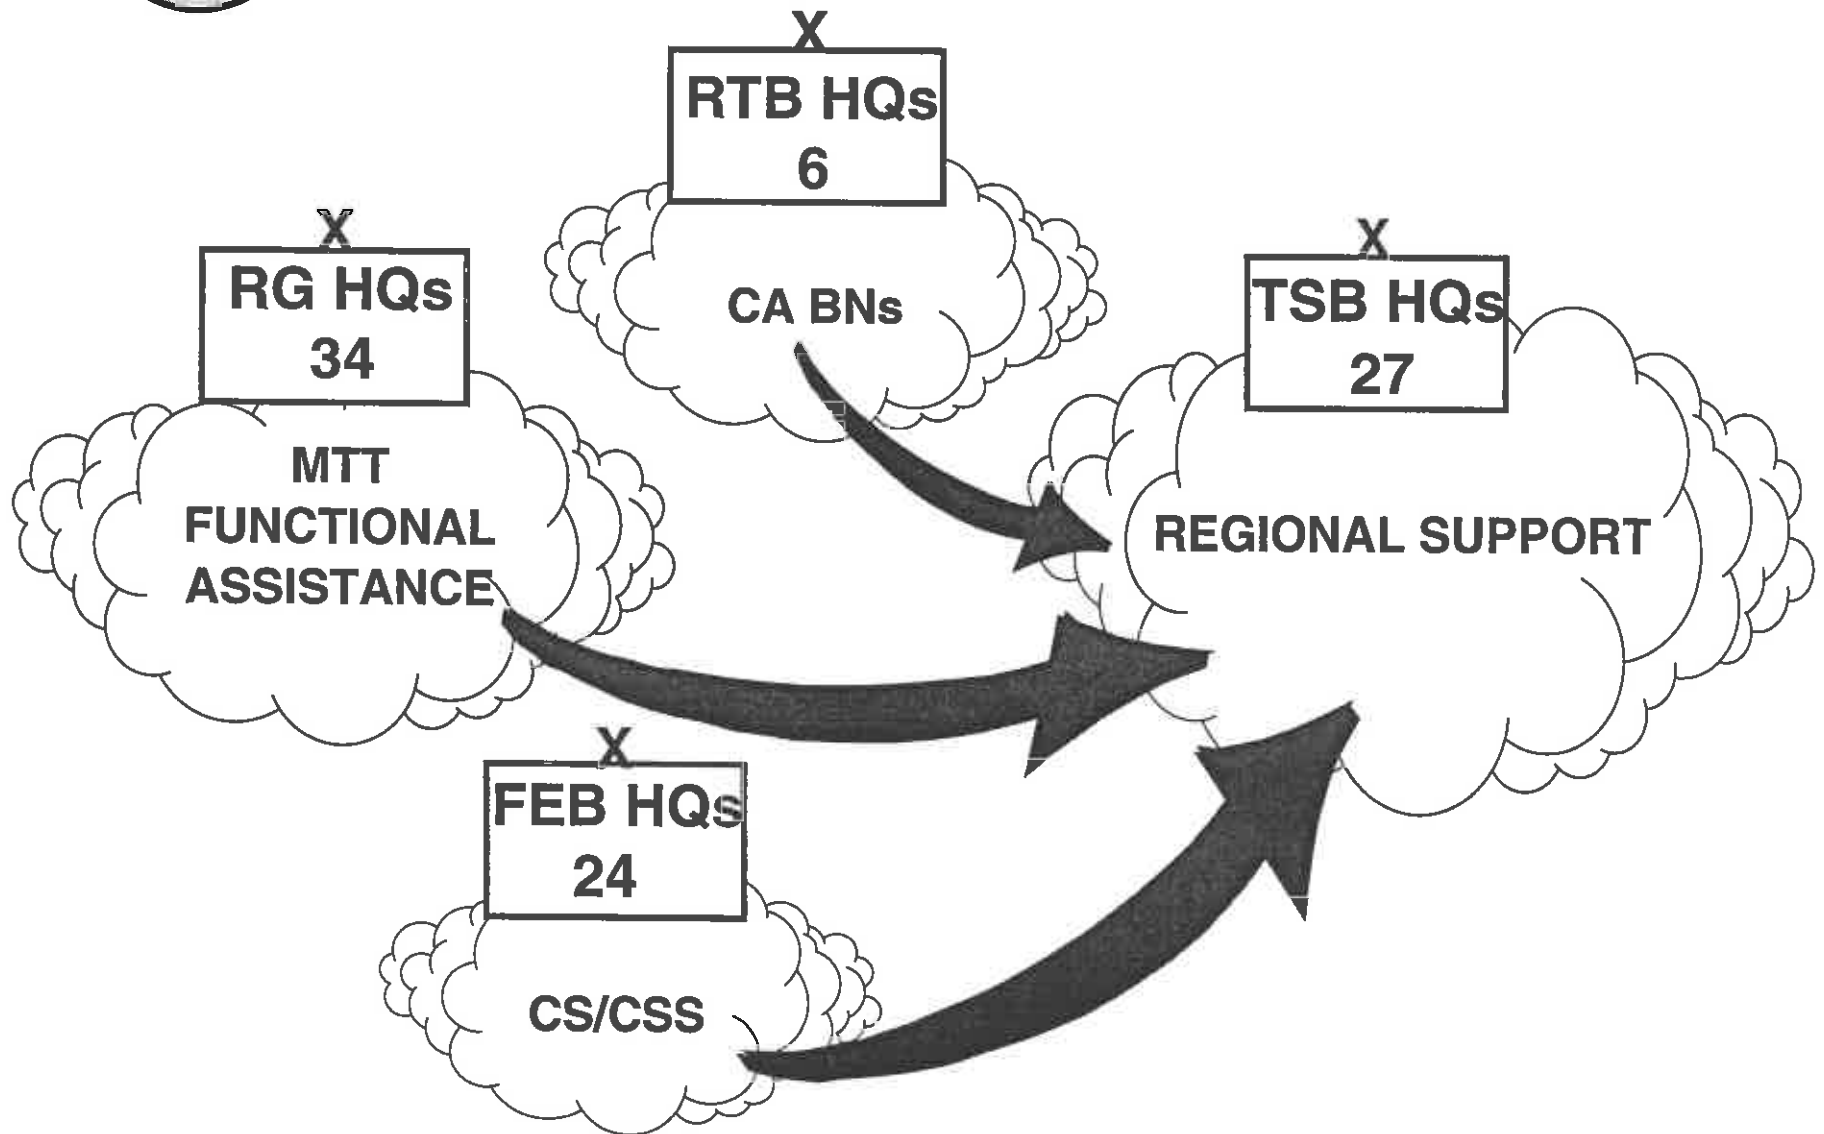 X
RTB HQs
6
CA BNs
X
RG HQs
34
MTT
FUNCTIONAL
ASSISTANCE
X
TSB HQs
27
REGIONAL SUPPORT
X
FEB HQs
24
CS/CSS